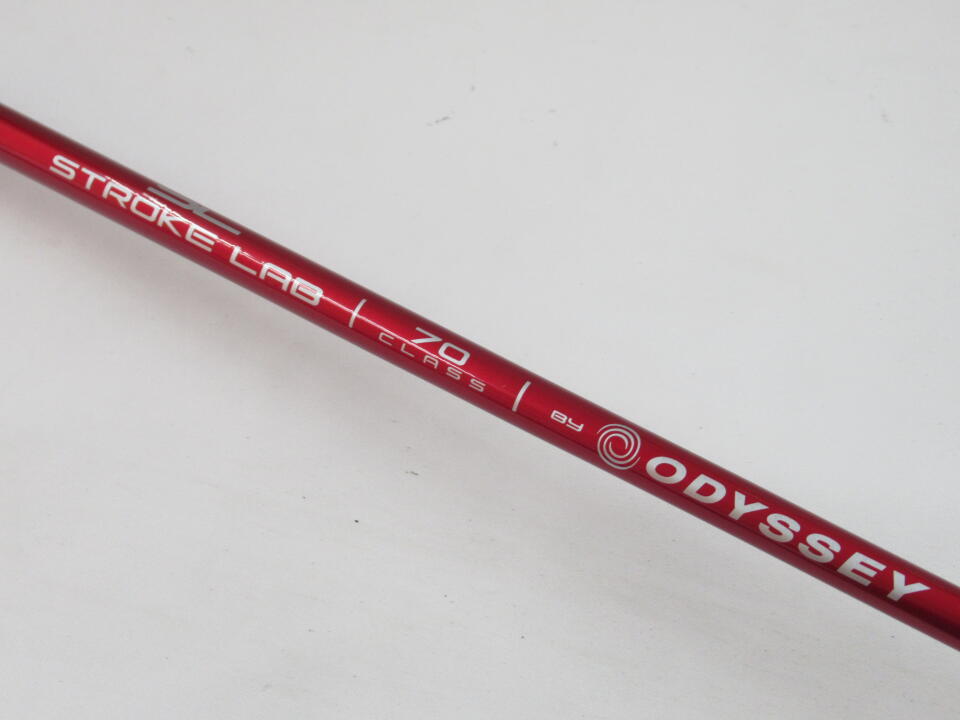 SL
STROKE LAB | 70 CLASS | BY ODYSSEY